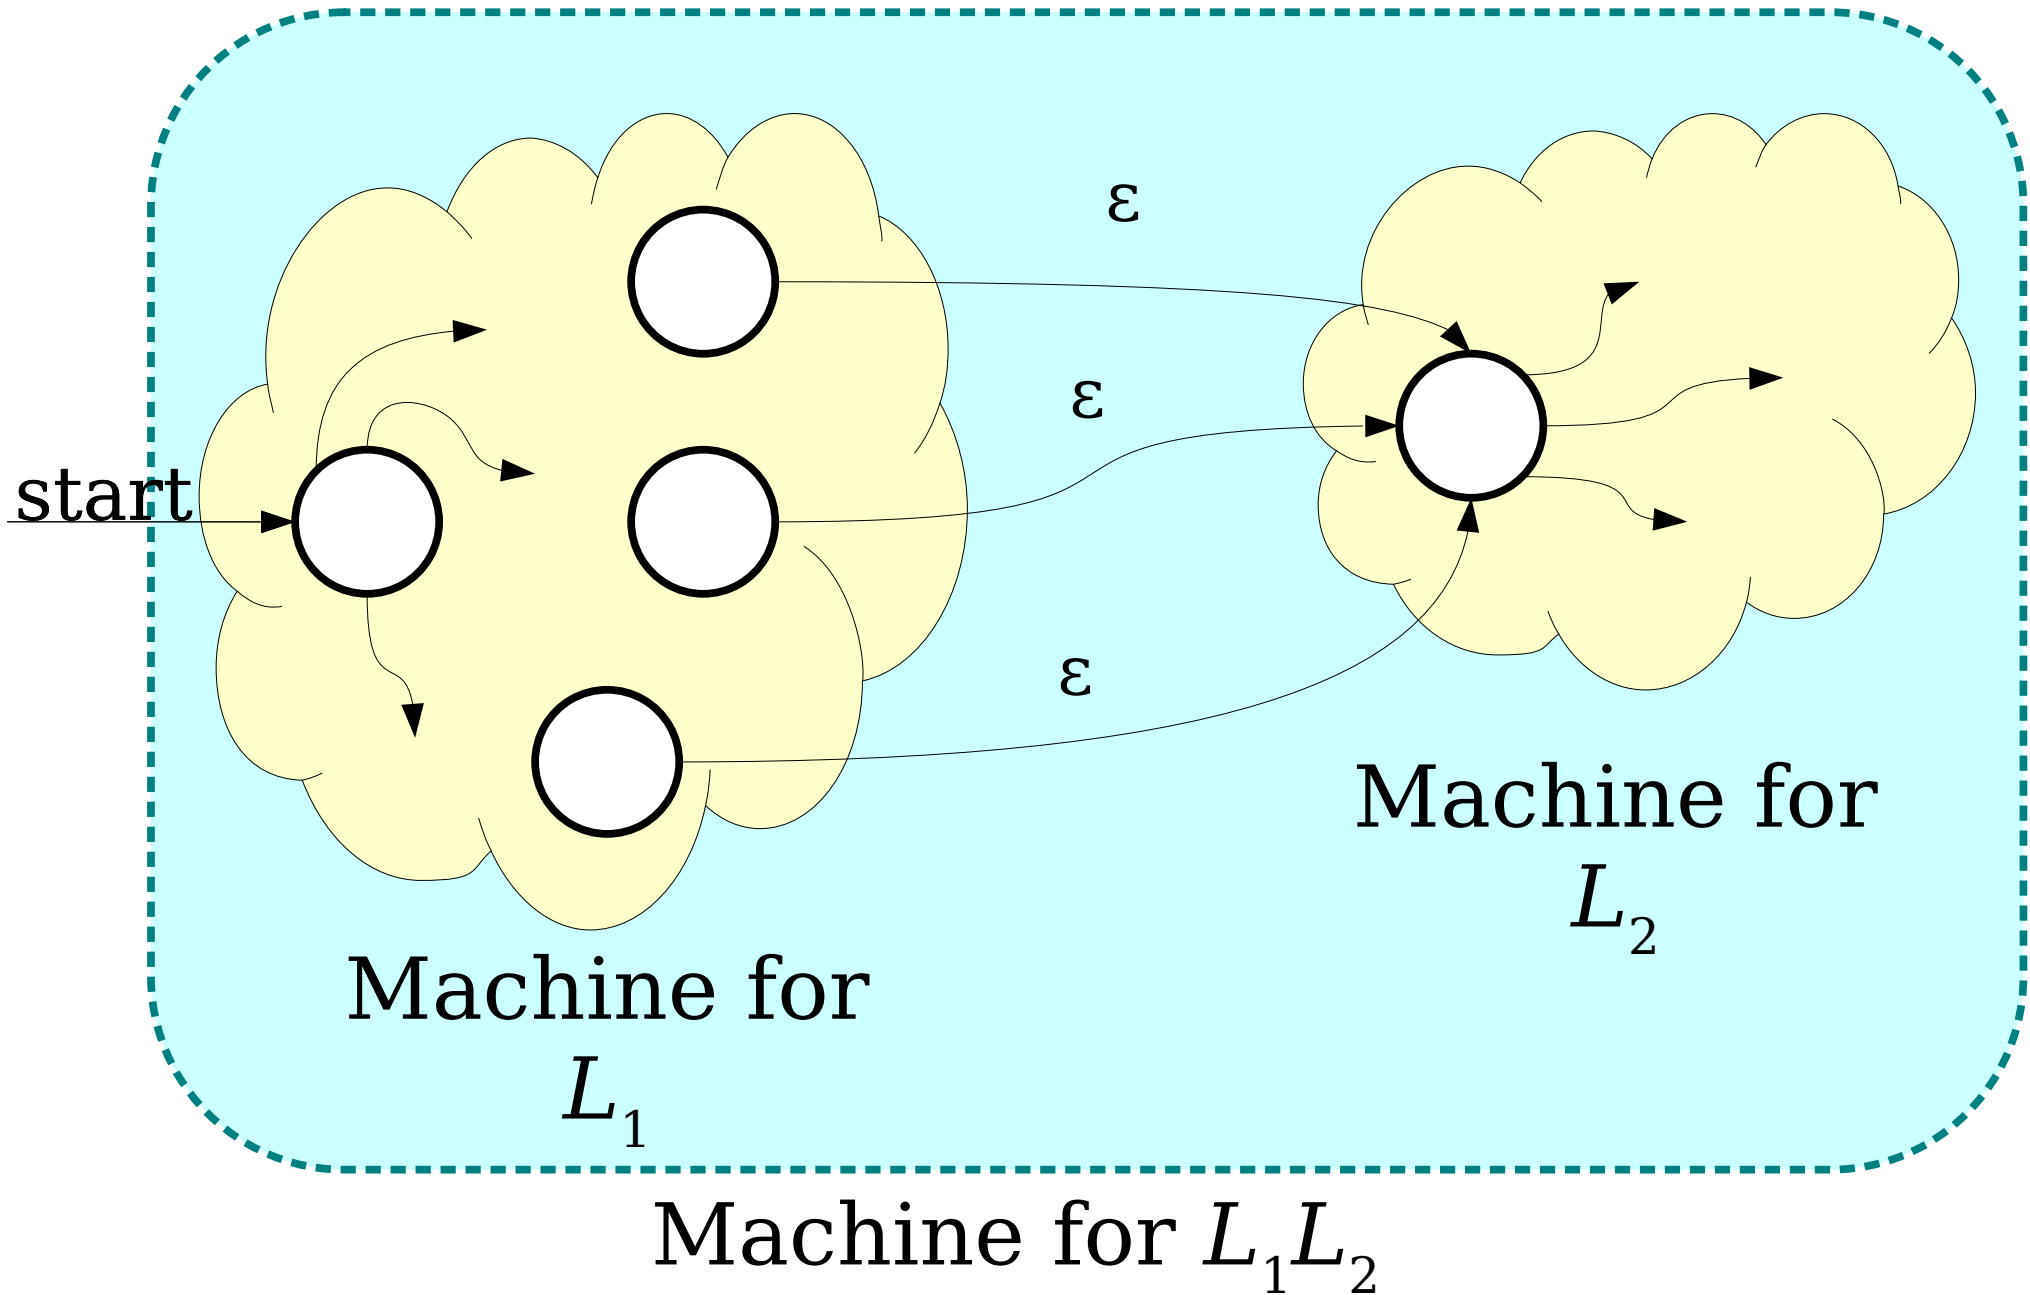 ε
ε
start
ε
Machine for
L₂
Machine for
L₁
Machine for L₁L₂